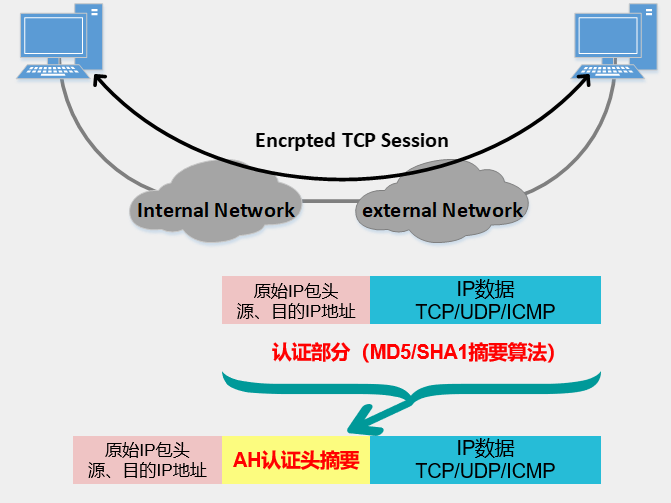 Encrpted TCP Session
Internal Network
external Network
原始IP包头
源、目的IP地址
IP数据
TCP/UDP/ICMP
认证部分（MD5/SHA1摘要算法）
原始IP包头
源、目的IP地址
AH认证头摘要
IP数据
TCP/UDP/ICMP